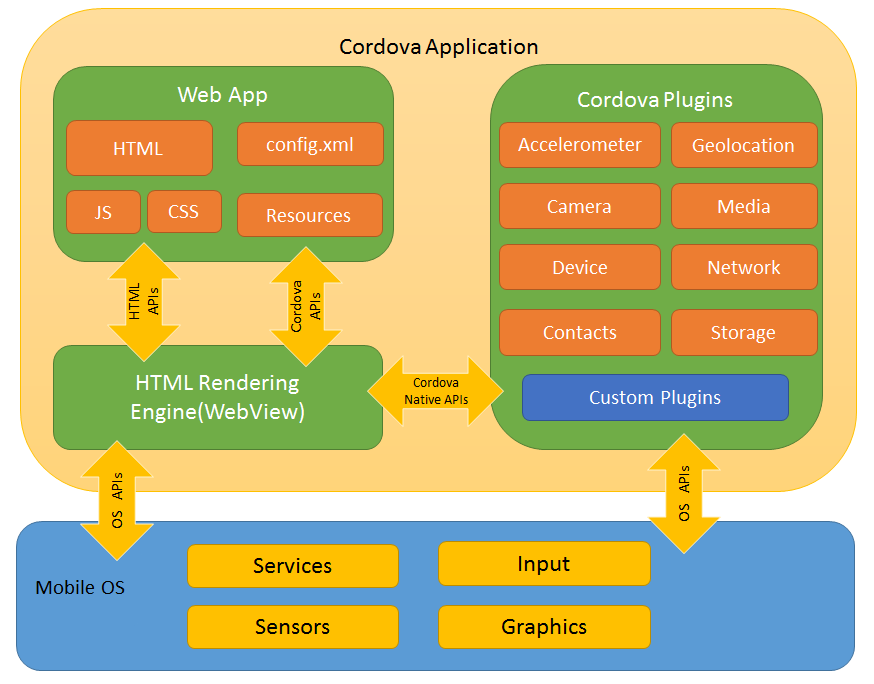 Cordova Application
Web App
HTML
config.xml
JS
CSS
Resources
Cordova Plugins
Accelerometer
Geolocation
Camera
Media
Device
Network
Contacts
Storage
Custom Plugins
HTML
APIs
Cordova
APIs
HTML Rendering
Engine(WebView)
Cordova
Native APIs
OS APIs
OS APIs
Mobile OS
Services
Input
Sensors
Graphics